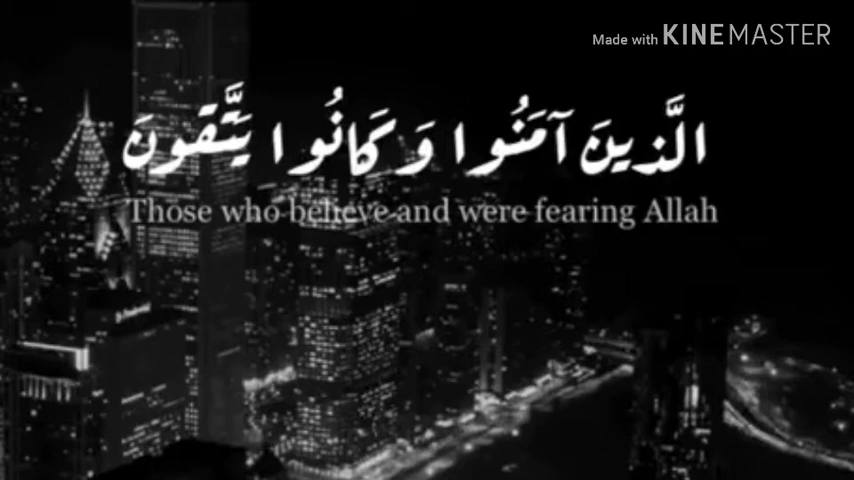 Made with KINEMASTER
الَّذِينَ آمَنُوا وَكَانُوا يَتَّقُونَ
Those who believe and were fearing Allah